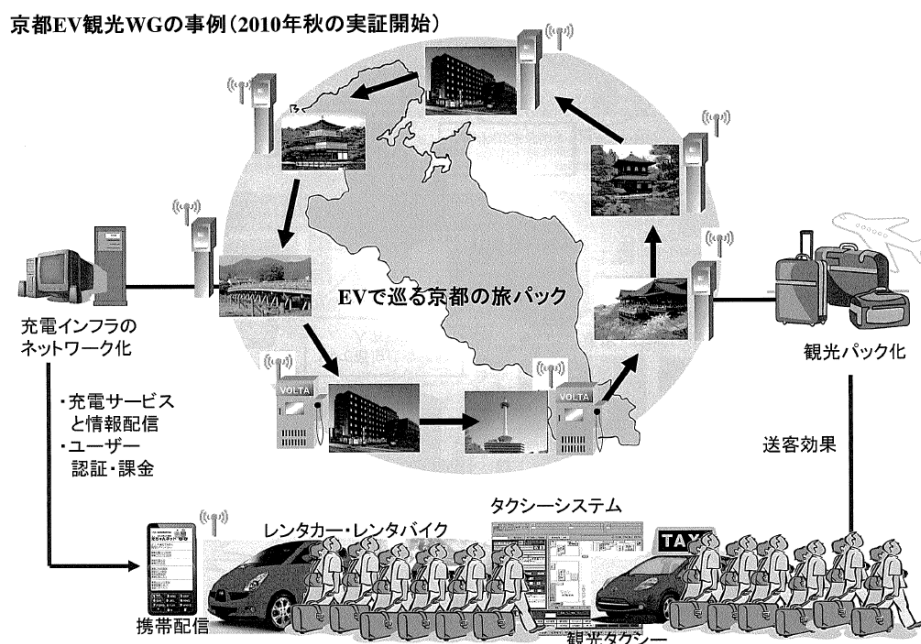 京都EV観光WGの事例(2010年秋の実証開始)
EVで巡る京都の旅パック
充電インフラの
ネットワーク化
観光パック化
VOLTA
VOLTA
・充電サービス
と情報配信
・ユーザー
認証・課金
送客効果
レンタカー・レンタバイク
タクシーシステム
TAX
携帯配信
観光タクシー